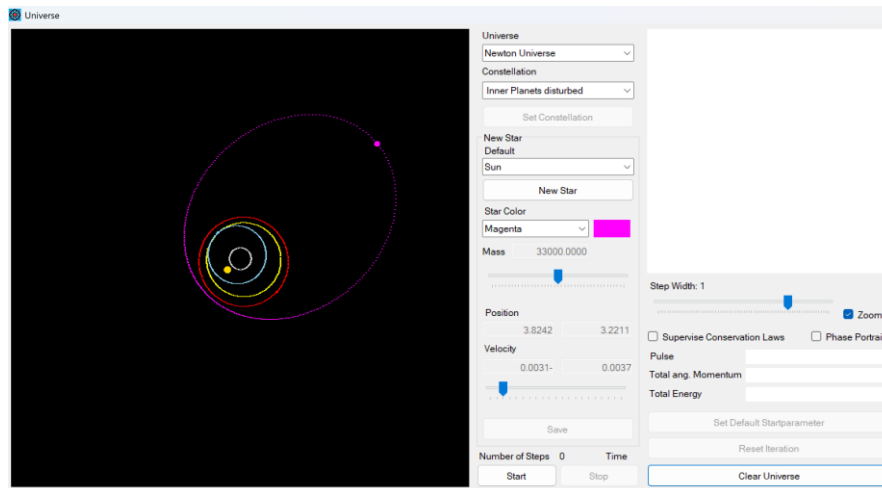 Universe
Universe
Newton Universe
Constellation
Inner Planets disturbed
Set Constellation
New Star
Default
Sun
New Star
Star Color
Magenta
Mass 33000.0000
Position
3.8242 3.2211
Velocity
0.0031- 0.0037
Save
Number of Steps 0 Time
Start Stop
Step Width: 1
Zoom
Supervise Conservation Laws Phase Portrai
Pulse
Total ang. Momentum
Total Energy
Set Default Startparameter
Reset Iteration
Clear Universe